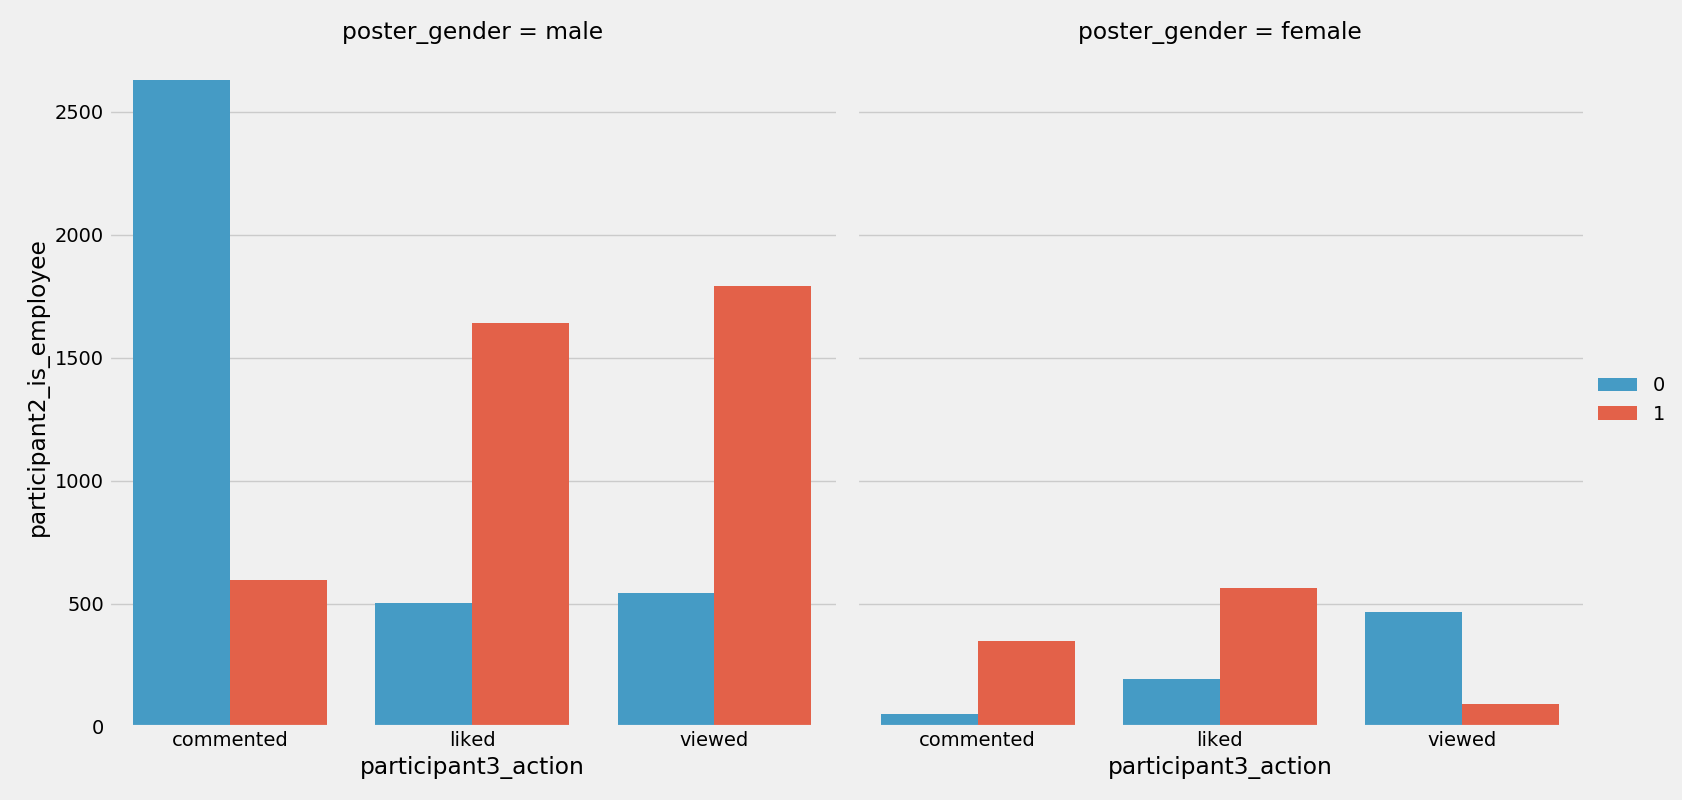 poster_gender = male
poster_gender = female
participant2_is_employee
2500
2000
1500
1000
500
0
commented liked viewed
commented liked viewed
participant3_action
participant3_action
0
1